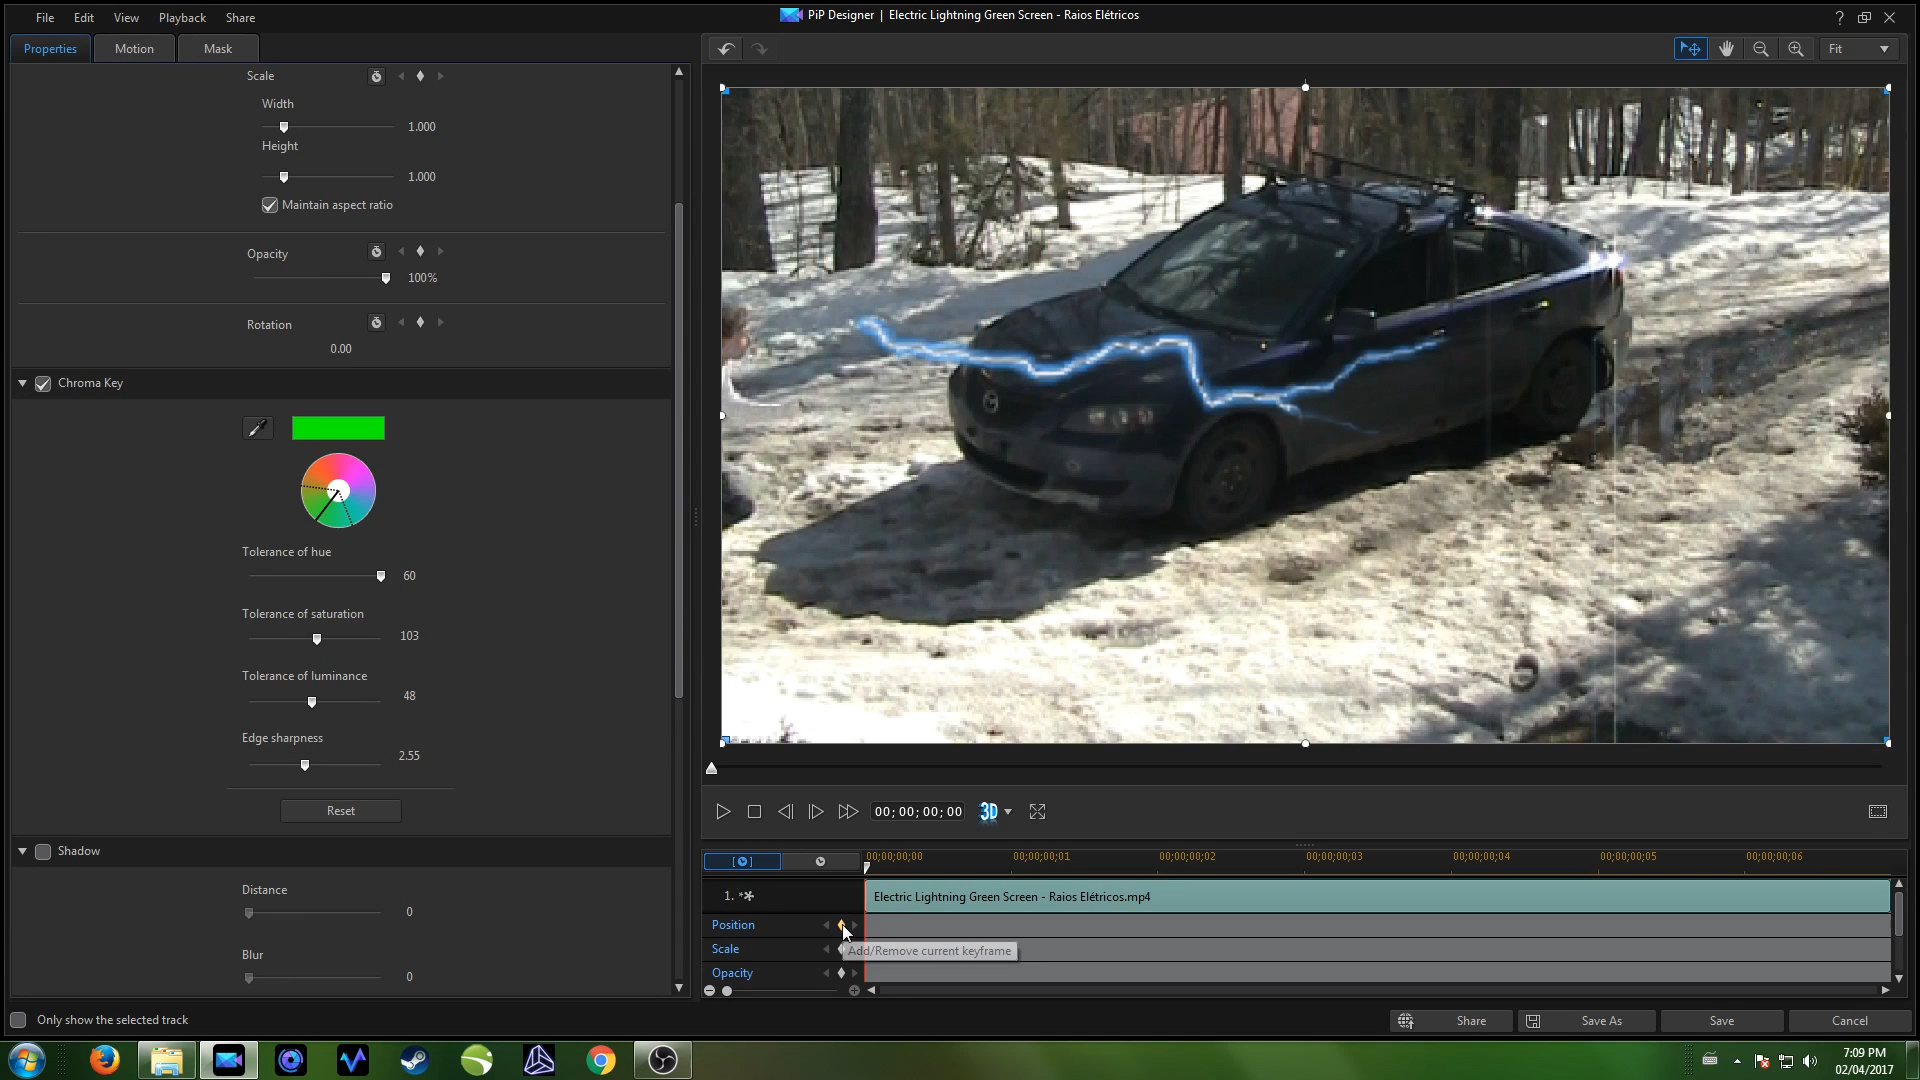 File Edit View Playback Share
PiP Designer | Electric Lightning Green Screen - Raios Elétricos
?
Properties Motion Mask
Fit
Scale
Width
1.000
Height
1.000
Maintain aspect ratio
Opacity
100%
Rotation
0.00
Chroma Key
Tolerance of hue
60
Tolerance of saturation
103
Tolerance of luminance
48
Edge sharpness
2.55
Reset
Shadow
Distance
0
Blur
0
Only show the selected track
00;00;00;00 3D
00;00;00;00 00;00;00;01 00;00;00;02 00;00;00;03 00;00;00;04 00;00;00;05 00;00;00;06
1. Electric Lightning Green Screen - Raios Elétricos.mp4
Position
Scale
Add/Remove current keyframe
Opacity
Share Save As Save Cancel
7:09 PM
02/04/2017